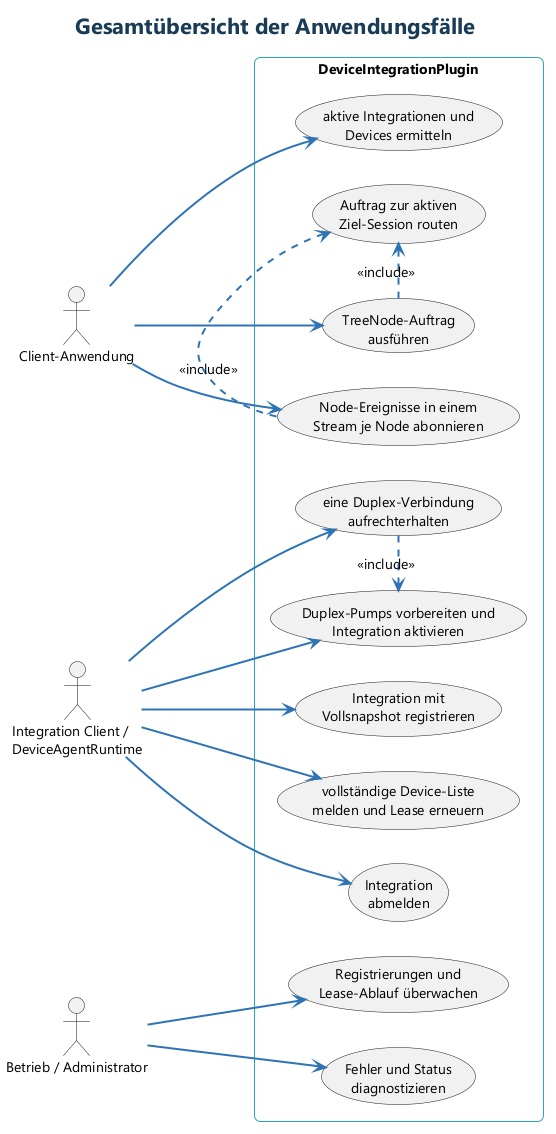 Gesamtübersicht der Anwendungsfälle
DeviceIntegrationPlugin
aktive Integrationen und
Devices ermitteln
Auftrag zur aktiven
Ziel-Session routen
«include»
TreeNode-Auftrag
ausführen
Client-Anwendung
«include»
Node-Ereignisse in einem
Stream je Node abonnieren
eine Duplex-Verbindung
aufrechterhalten
«include»
Duplex-Pumps vorbereiten und
Integration aktivieren
Integration mit
Vollsnapshot registrieren
Integration Client /
DeviceAgentRuntime
vollständige Device-Liste
melden und Lease erneuern
Integration
abmelden
Registrierungen und
Lease-Ablauf überwachen
Betrieb / Administrator
Fehler und Status
diagnostizieren